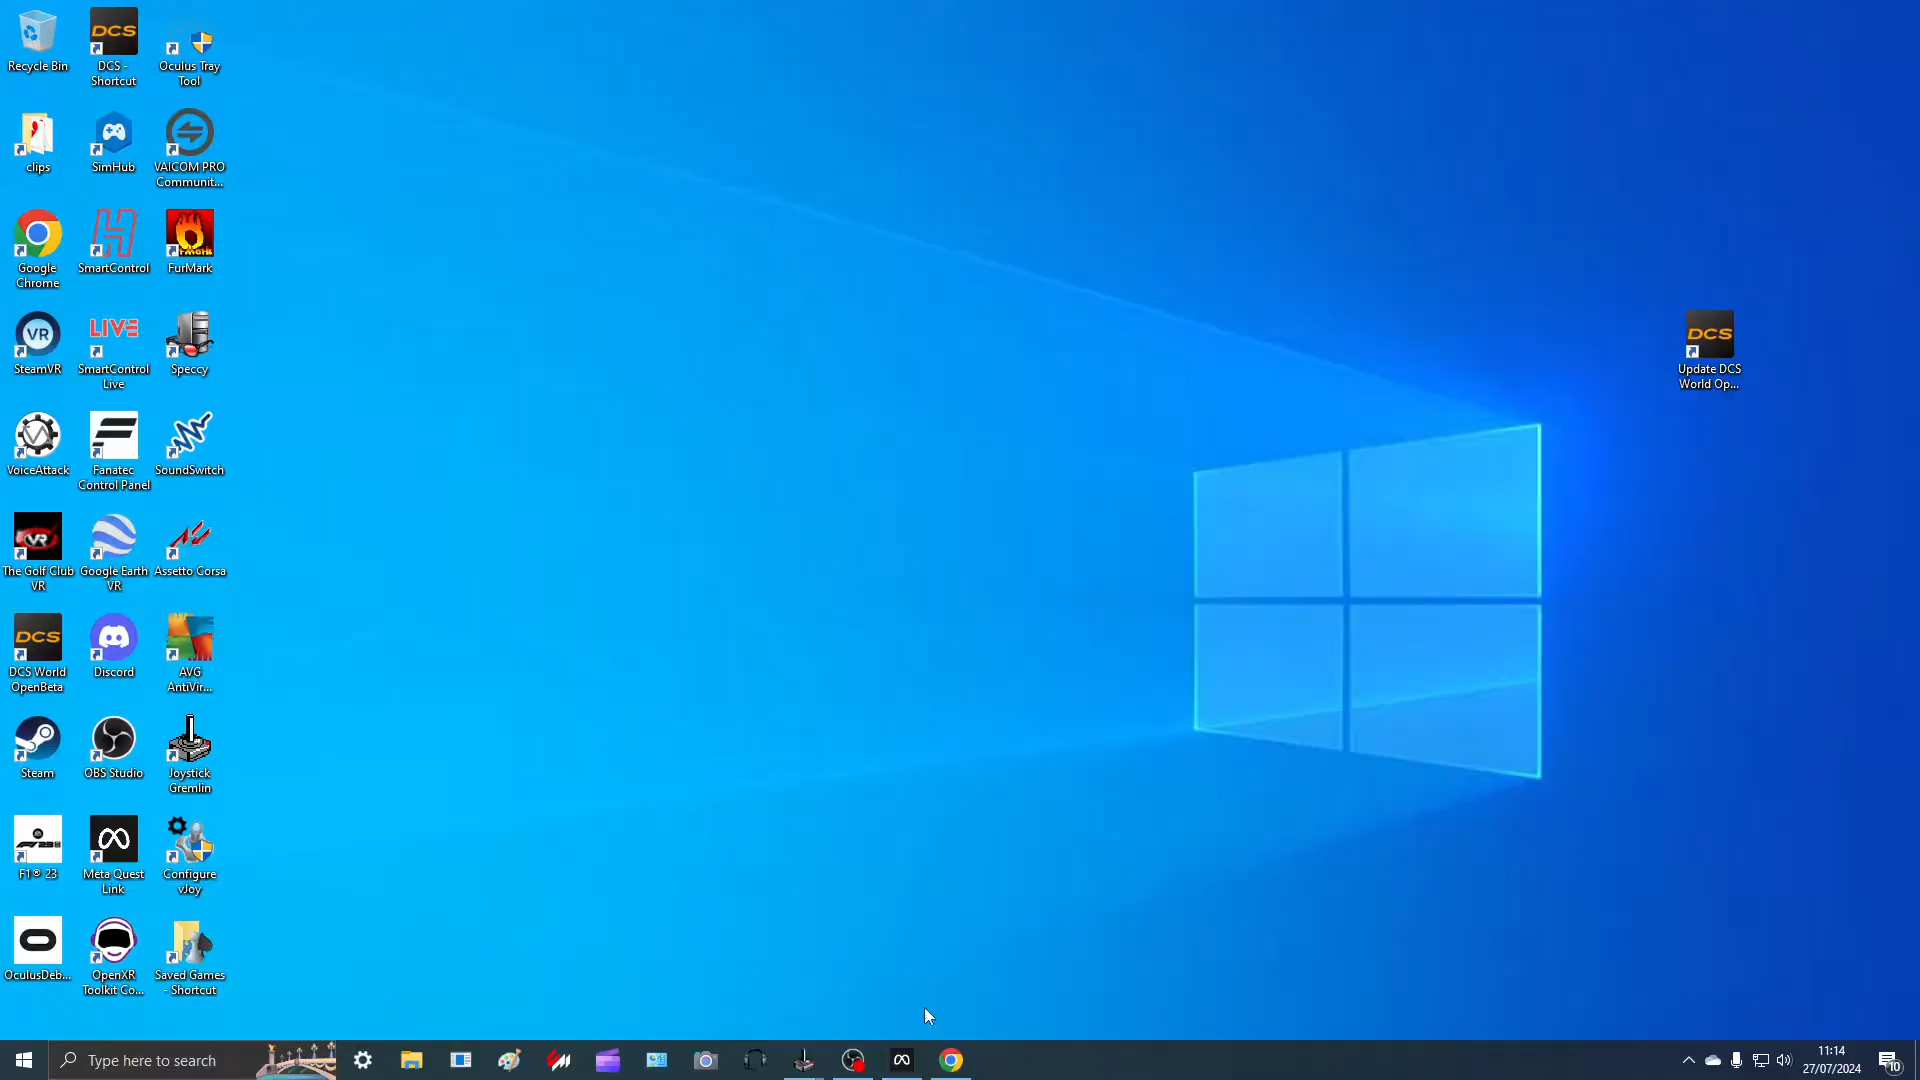 Recycle Bin
DCS
DCS -
Shortcut
Oculus Tray
Tool
clips
SimHub
VAICOM PRO
Communit...
Google
Chrome
SmartControl
FurMark
VR
SteamVR
LIVE
SmartControl
Live
Speccy
VoiceAttack
Fanatec
Control Panel
SoundSwitch
VR
The Golf Club
VR
Google Earth
VR
Assetto Corsa
DCS
DCS World
OpenBeta
Discord
AVG
AntiVir...
Steam
OBS Studio
Joystick
Gremlin
F1® 23
Meta Quest
Link
Configure
vJoy
OculusDeb...
OpenXR
Toolkit Co...
Saved Games
- Shortcut
DCS
Update DCS
World Op...
Type here to search
11:14
27/07/2024
10